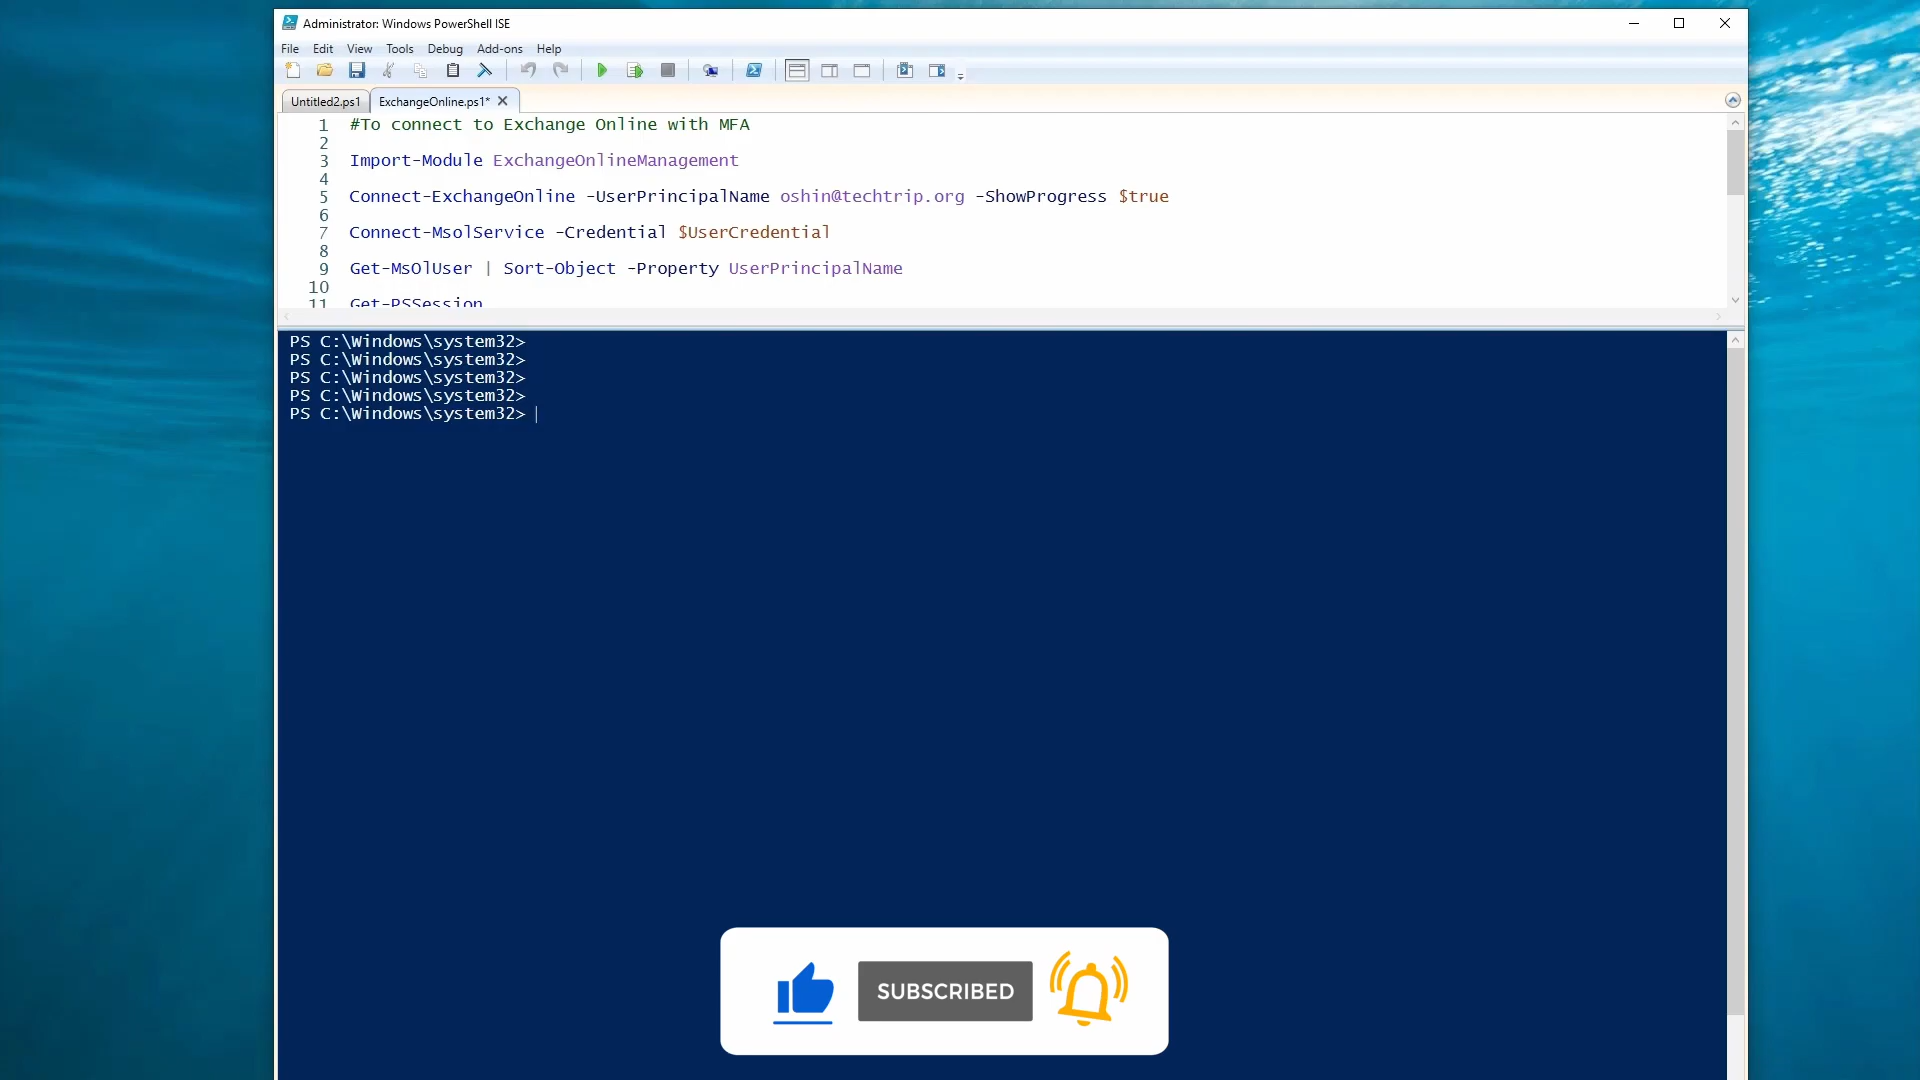 Administrator: Windows PowerShell ISE
File Edit View Tools Debug Add-ons Help
Untitled2.ps1 ExchangeOnline.ps1*
1 #To connect to Exchange Online with MFA
2
3 Import-Module ExchangeOnlineManagement
4
5 Connect-ExchangeOnline -UserPrincipalName oshin@techtrip.org -ShowProgress $true
6
7 Connect-MsolService -Credential $UserCredential
8
9 Get-MsOlUser | Sort-Object -Property UserPrincipalName
10
11 Get-PSSession
PS C:\Windows\system32>
PS C:\Windows\system32>
PS C:\Windows\system32>
PS C:\Windows\system32>
PS C:\Windows\system32>
SUBSCRIBED